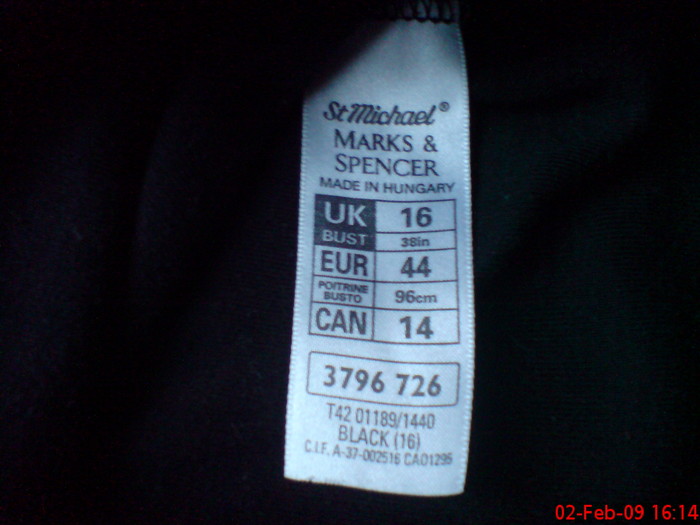 St Michael®
MARKS &
SPENCER
MADE IN HUNGARY
UK 16
BUST 38in
EUR 44
POITRINE
BUSTO 96cm
CAN 14
3796 726
T42 01189/1440
BLACK (16)
C.I.F. A-37-002516 CA01295
02-Feb-09 16:14